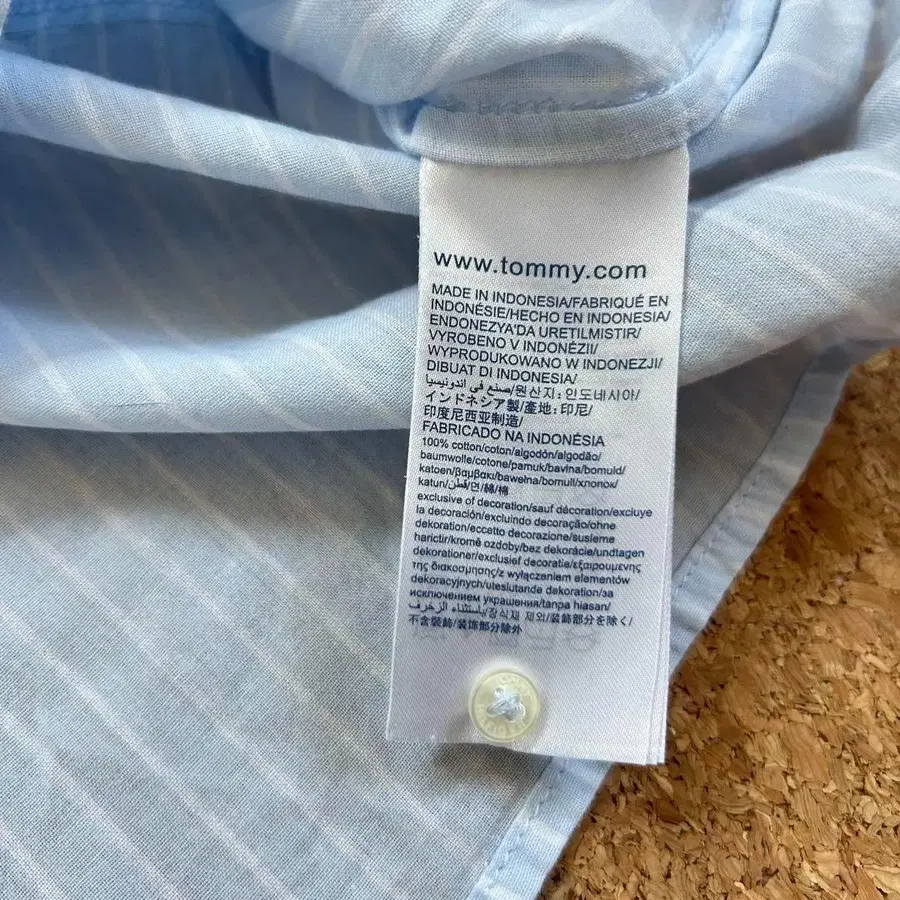 www.tommy.com
MADE IN INDONESIA/FABRIQUÉ EN
INDONÉSIE/HECHO EN INDONESIA/
ENDONEZYA'DA URETILMISTIR/
VYROBENO V INDONÉZII/
WYPRODUKOWANO W INDONEZJI/
DIBUAT DI INDONESIA/
صنع في اندونيسيا/원산지: 인도네시아/
インドネシア製/產地: 印尼/
印度尼西亚制造/
FABRICADO NA INDONÉSIA
100% cotton/coton/algodón/algodão/
baumwolle/cotone/pamuk/bavlna/bomuld/
katoen/βαμβακι/bawełna/bomull/хлопок/
katun/قطن/면/綿/棉
exclusive of decoration/sauf décoration/excluye
la decoración/excluindo decoração/ohne
dekoration/eccetto decorazione/susleme
harictir/kromě ozdoby/bez dekorácie/undtagen
dekorationer/exclusief decoratie/εξαιρουμενης
της διακοσμησης/z wyłączeniem elementów
dekoracyjnych/uteslutande dekoration/за
исключением украшения/tanpa hiasan/
باستثناء الزخرف/장식재 제외/装飾部分を除く/
不含裝飾/装饰部分除外